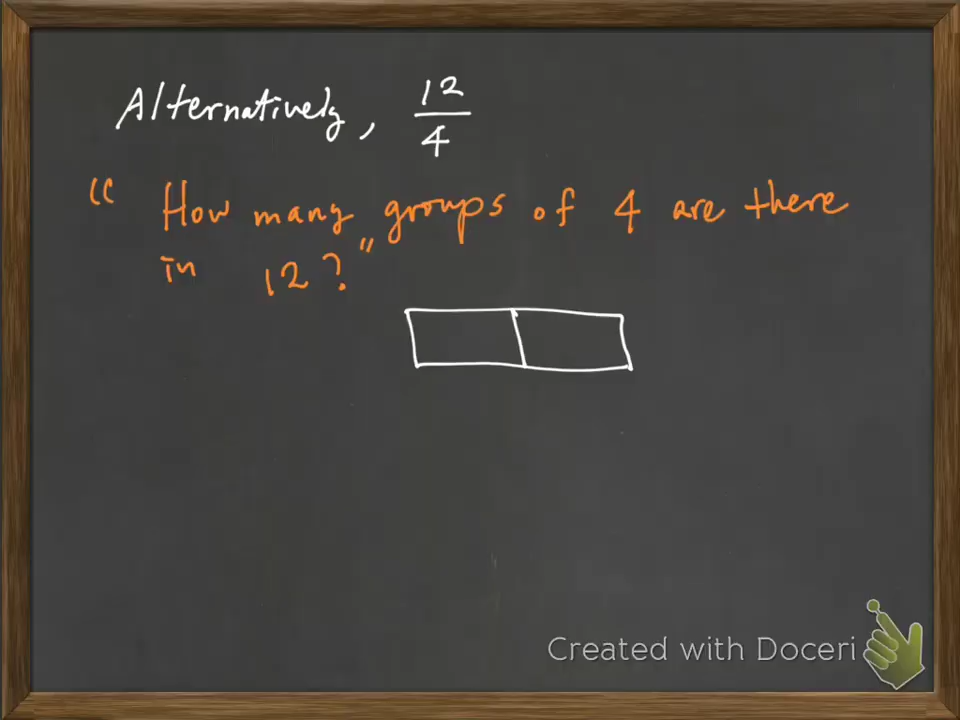 Alternatively, 12/4
"How many groups of 4 are there
in 12?"
Created with Doceri